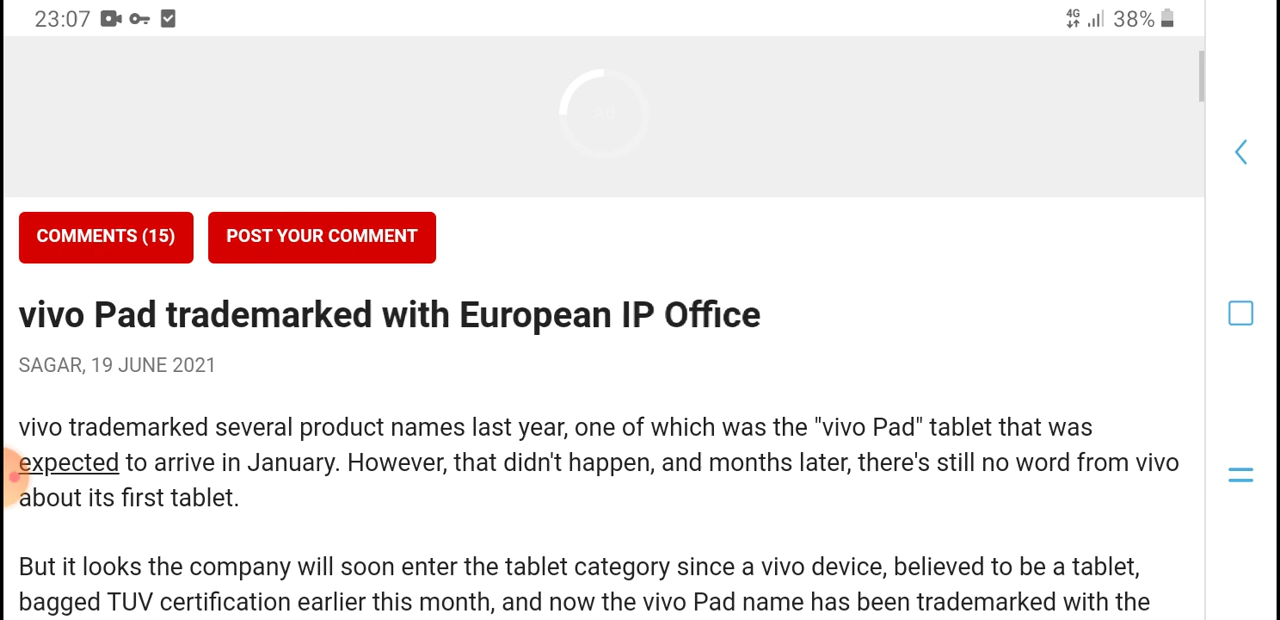 23:07 4G 38%
Ad
COMMENTS (15) POST YOUR COMMENT
vivo Pad trademarked with European IP Office
SAGAR, 19 JUNE 2021
vivo trademarked several product names last year, one of which was the "vivo Pad" tablet that was
expected to arrive in January. However, that didn't happen, and months later, there's still no word from vivo
about its first tablet.
But it looks the company will soon enter the tablet category since a vivo device, believed to be a tablet,
bagged TUV certification earlier this month, and now the vivo Pad name has been trademarked with the